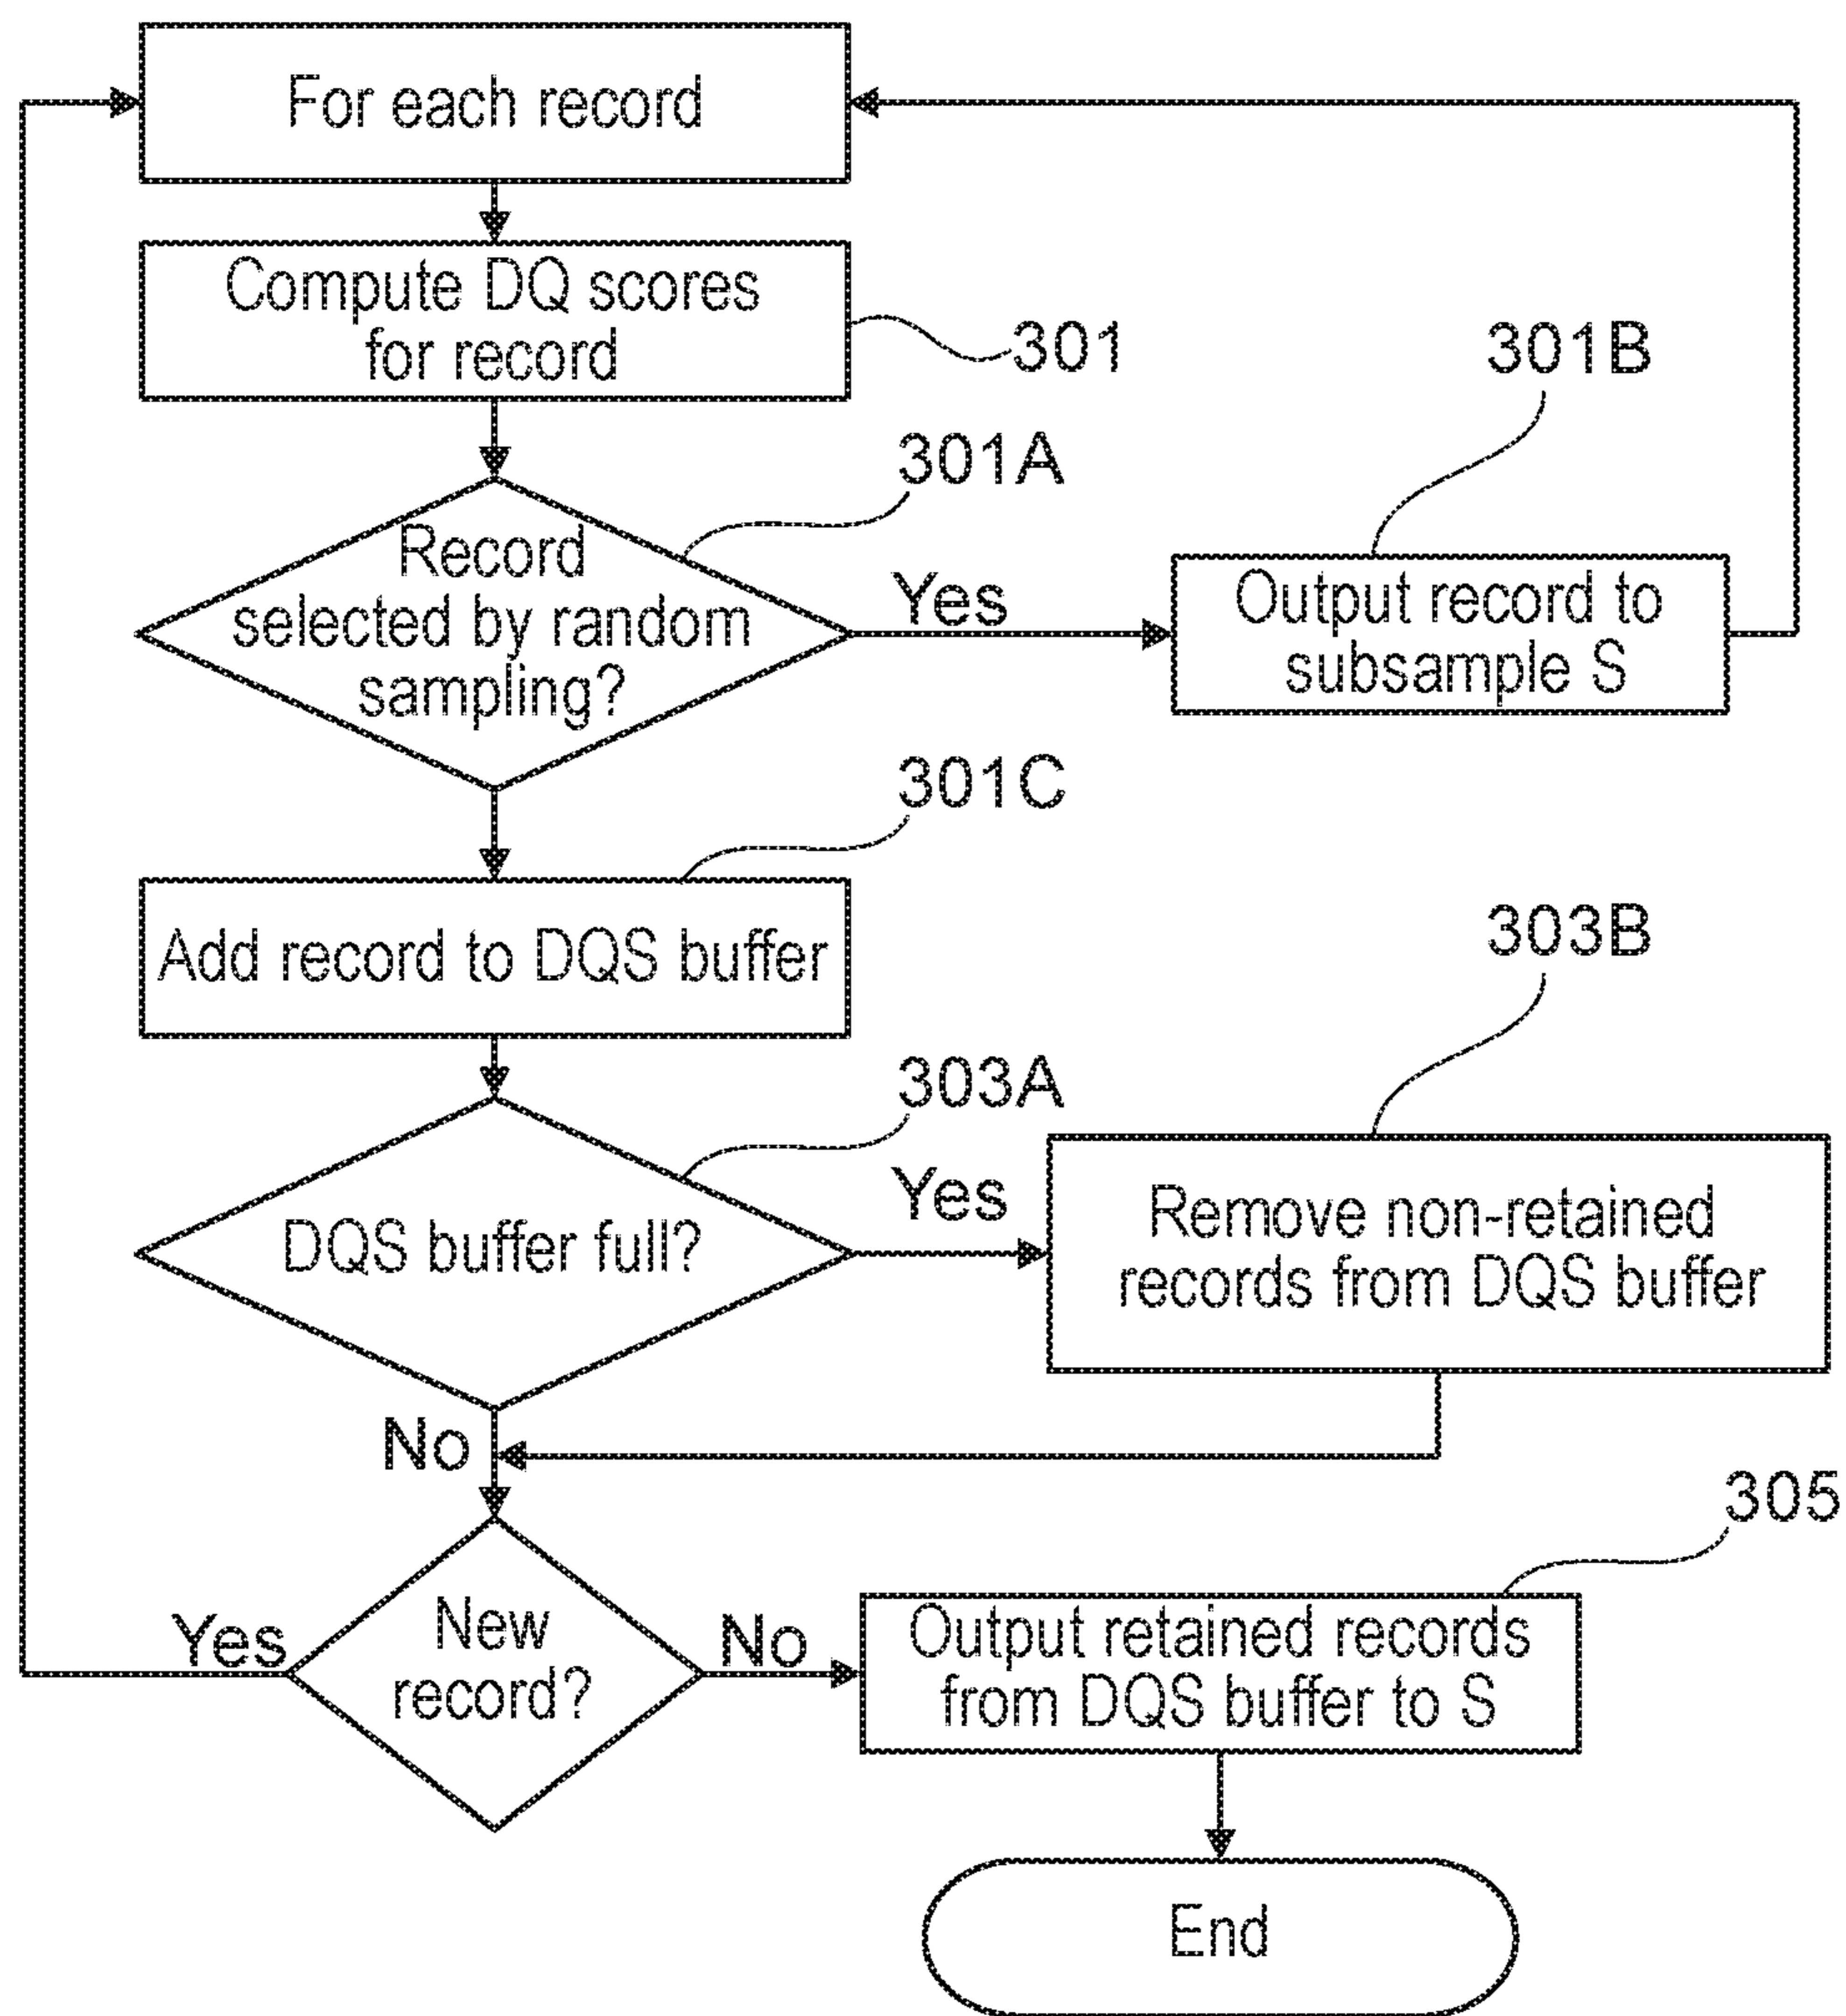 For each record
Compute DQ scores
for record
301
301B
301A
Record
selected by random
sampling?
Yes
Output record to
subsample S
301C
Add record to DQS buffer
303B
303A
DQS buffer full?
Yes
Remove non-retained
records from DQS buffer
No
305
New
record?
Yes
No
Output retained records
from DQS buffer to S
End